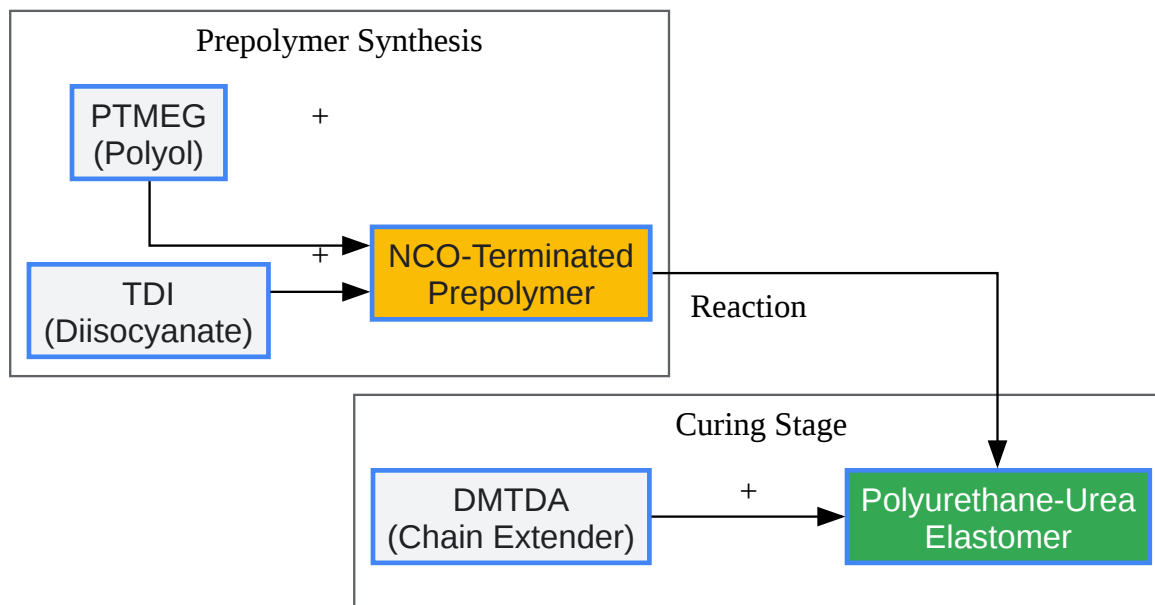 Prepolymer Synthesis
PTMEG
(Polyol)
+
+
TDI
(Diisocyanate)
NCO-Terminated
Prepolymer
Reaction
Curing Stage
DMTDA
(Chain Extender)
+
Polyurethane-Urea
Elastomer